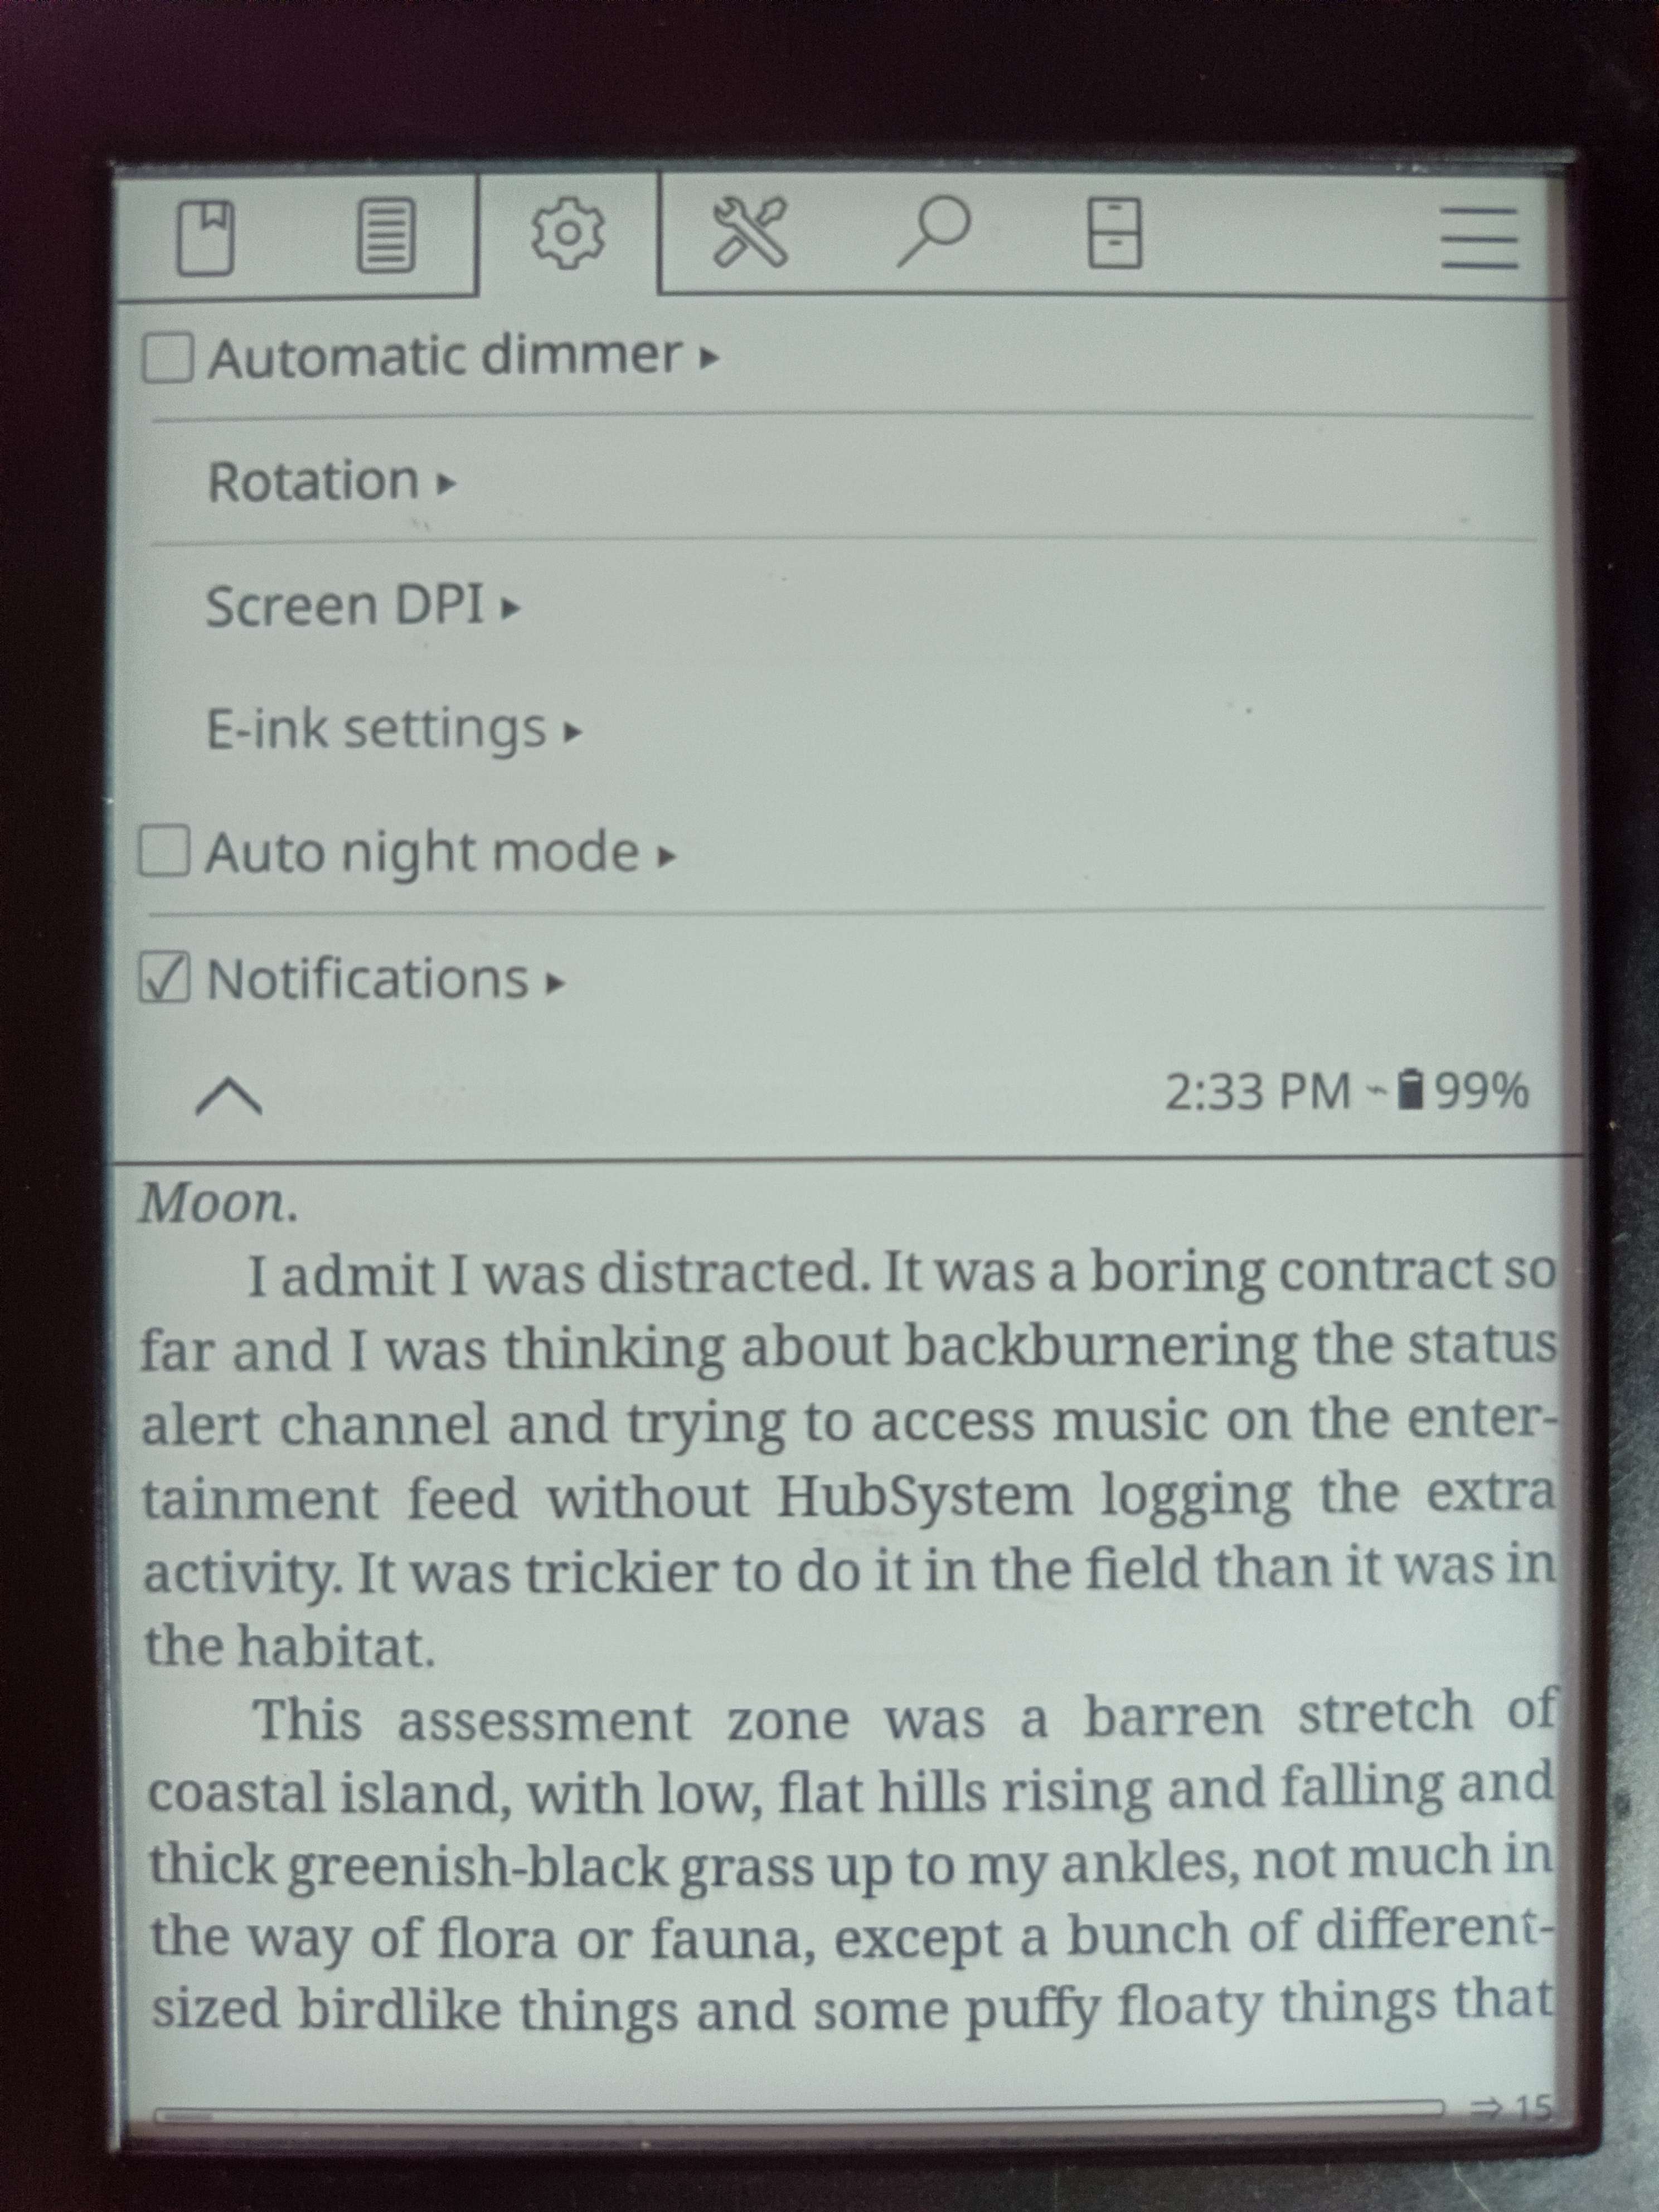 Automatic dimmer ▸
Rotation ▸
Screen DPI ▸
E-ink settings ▸
Auto night mode ▸
Notifications ▸
2:33 PM 99%
Moon.
I admit I was distracted. It was a boring contract so
far and I was thinking about backburnering the status
alert channel and trying to access music on the enter-
tainment feed without HubSystem logging the extra
activity. It was trickier to do it in the field than it was in
the habitat.
This assessment zone was a barren stretch of
coastal island, with low, flat hills rising and falling and
thick greenish-black grass up to my ankles, not much in
the way of flora or fauna, except a bunch of different-
sized birdlike things and some puffy floaty things that
⇒ 15